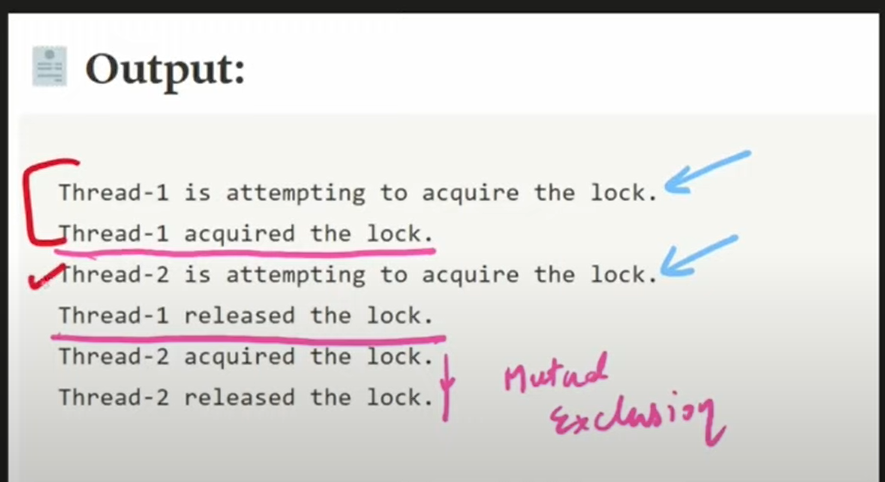 Output:
Thread-1 is attempting to acquire the lock.
Thread-1 acquired the lock.
Thread-2 is attempting to acquire the lock.
Thread-1 released the lock.
Thread-2 acquired the lock.
Thread-2 released the lock.
Mutual
Exclusion